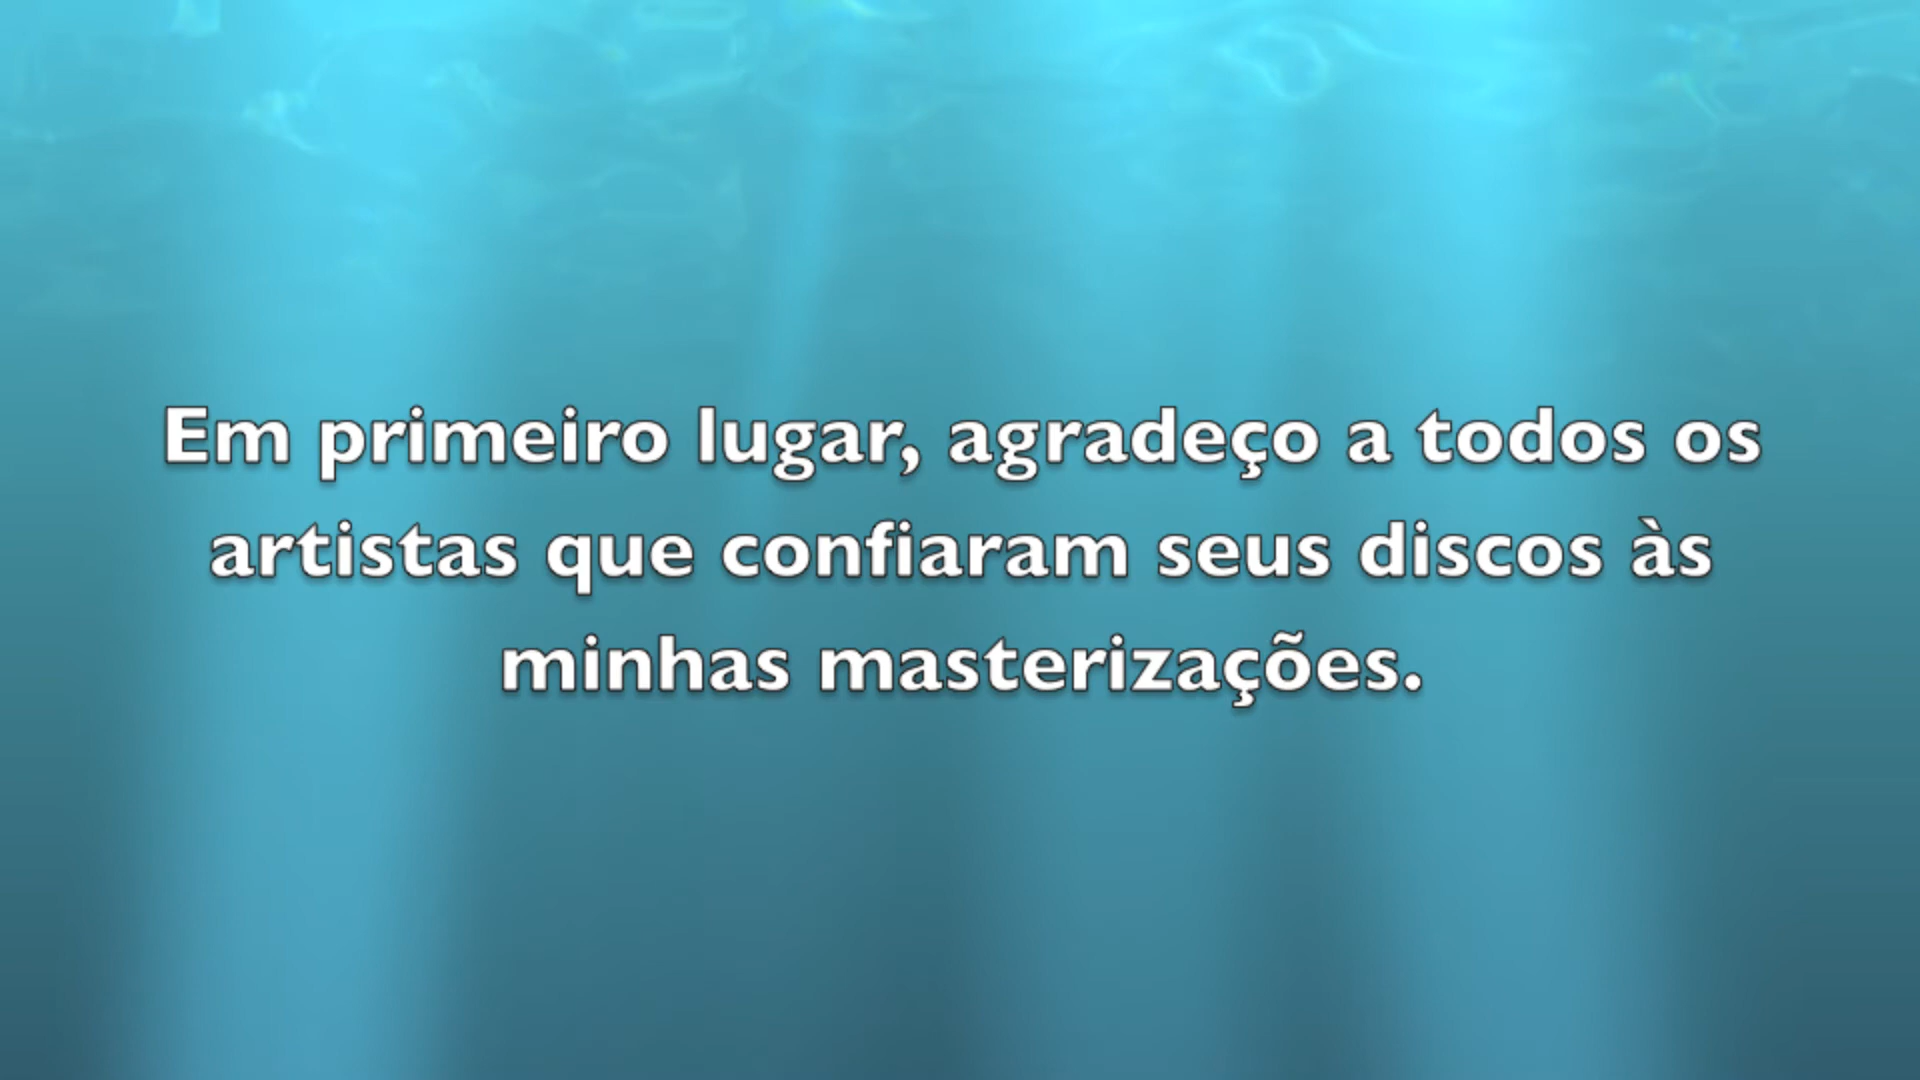 Em primeiro lugar, agradeço a todos os
artistas que confiaram seus discos às
minhas masterizações.